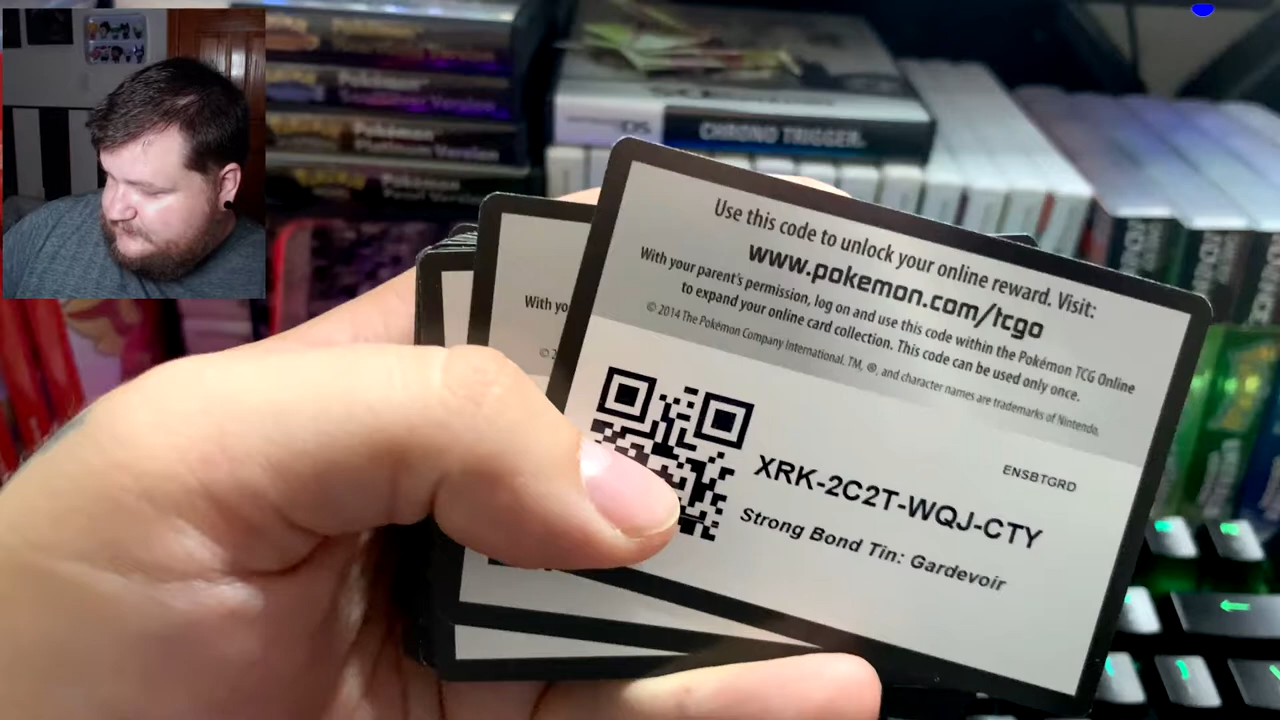 Pokémon
Pokémon
Platinum Version
Pokémon
CHRONO TRIGGER
Use this code to unlock your online reward. Visit:
www.pokemon.com/tcgo
With your parent's permission, log on and use this code within the Pokémon TCG Online
to expand your online card collection. This code can be used only once.
© 2014 The Pokémon Company International. TM, ®, and character names are trademarks of Nintendo.
With yo
© 2
ENSBTGRD
XRK-2C2T-WQJ-CTY
Strong Bond Tin: Gardevoir